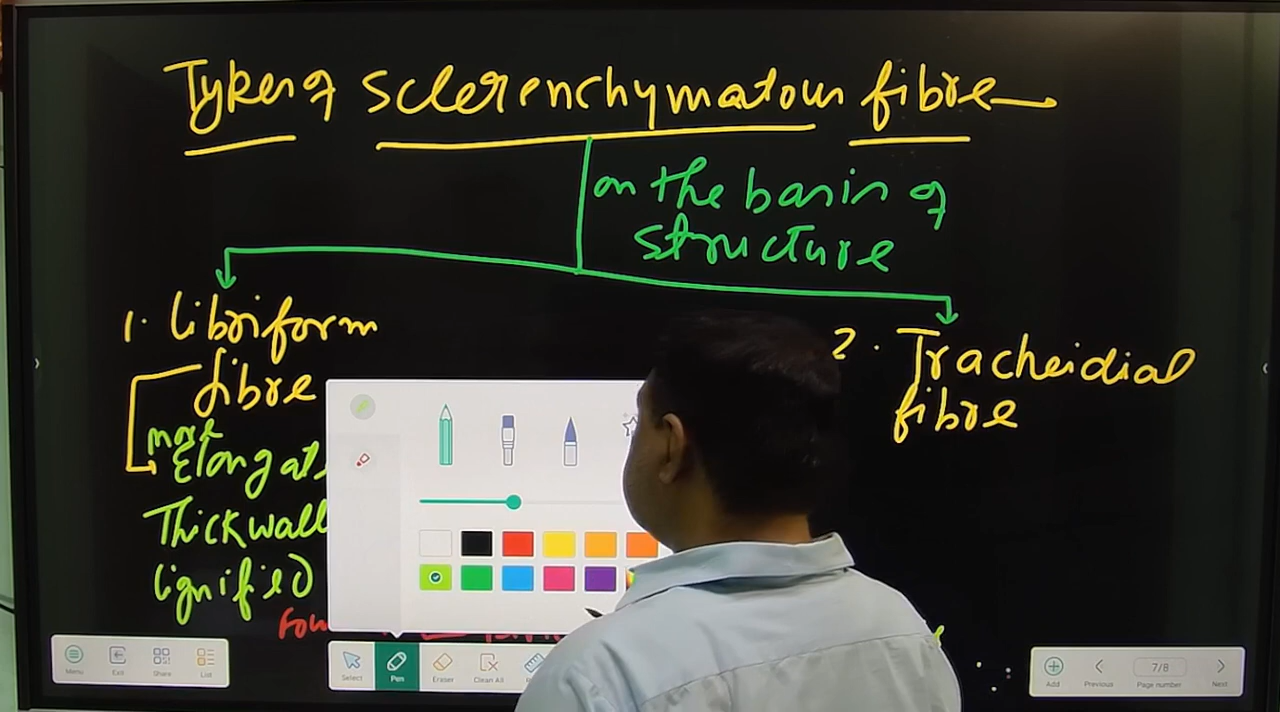 Types of sclerenchymatous fibre
on the basis of
structure
1. libriform
fibre
2. Tracheidial
fibre
more
Elongate
Thick wall
lignified
Menu
Exit
Share
List
Select
Pen
Eraser
Clean All
Add
Previous
7/8
Page number
Next